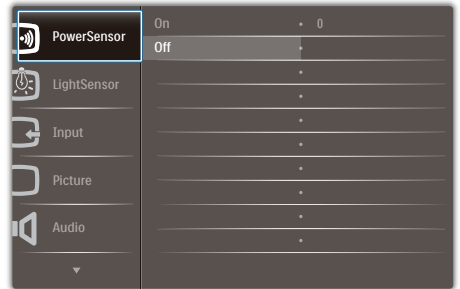 PowerSensor
On • 0
Off •
LightSensor
Input
Picture
Audio